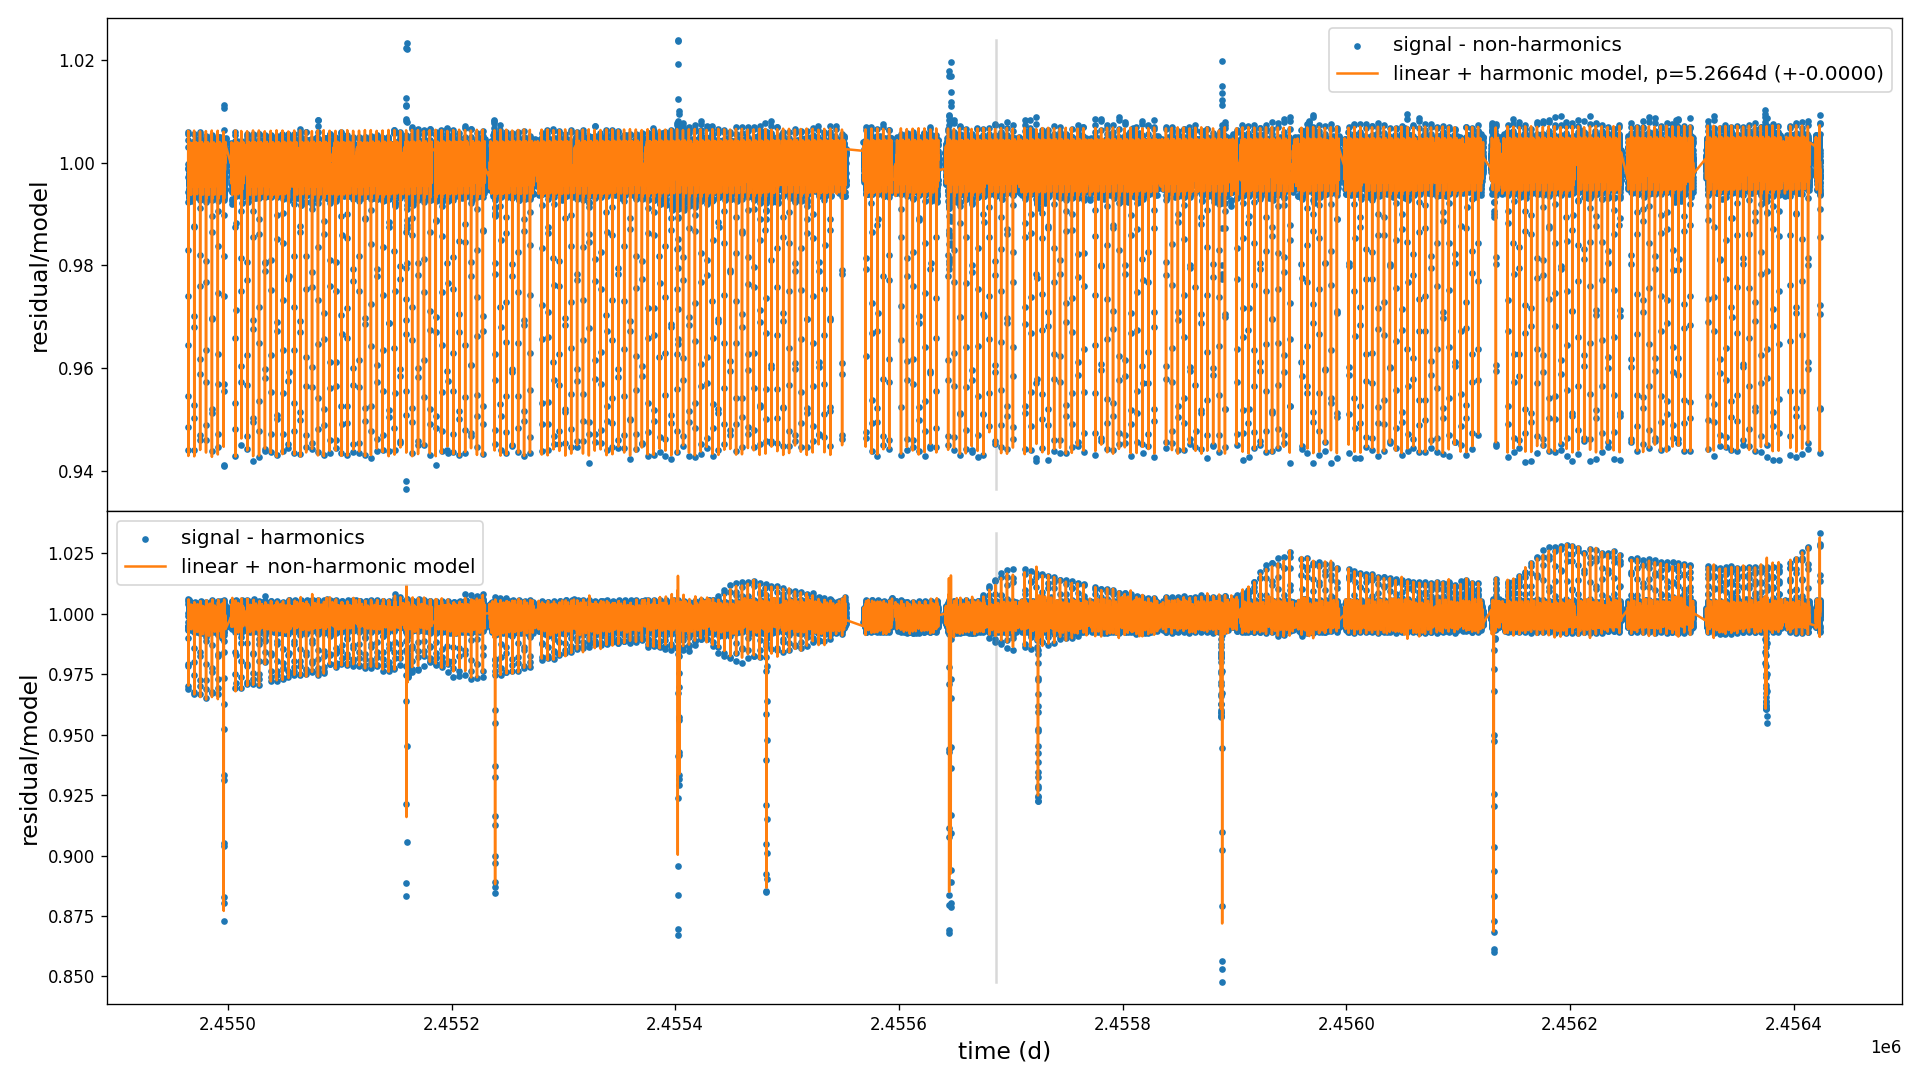 signal - non-harmonics
linear + harmonic model, p=5.2664d (+-0.0000)
1.02
1.00
0.98
0.96
0.94
residual/model
signal - harmonics
linear + non-harmonic model
1.025
1.000
0.975
0.950
0.925
0.900
0.875
0.850
residual/model
2.4550 2.4552 2.4554 2.4556 2.4558 2.4560 2.4562 2.4564
1e6
time (d)